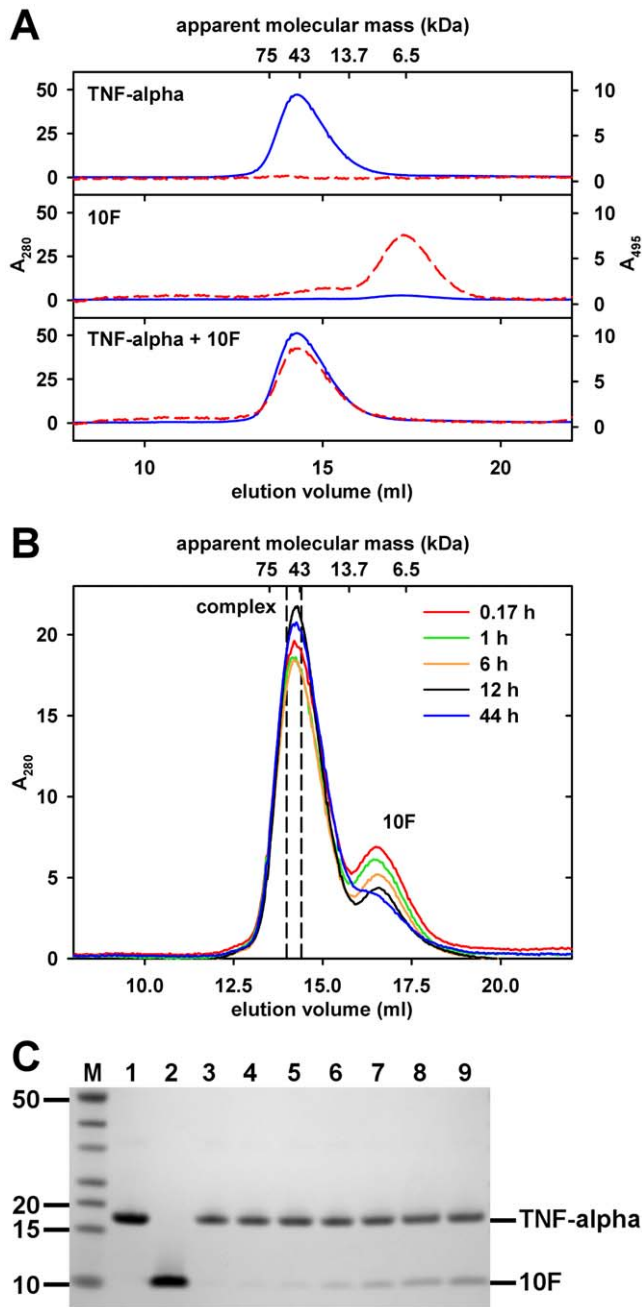 A
apparent molecular mass (kDa)
75 43 13.7 6.5
TNF-alpha
50 25 0
10 5 0
10F
50 25 0
10 5 0
A280
A495
TNF-alpha + 10F
50 25 0
10 5 0
10 15 20
elution volume (ml)
B
apparent molecular mass (kDa)
75 43 13.7 6.5
complex
0.17 h
1 h
6 h
12 h
44 h
10F
A280
20
15
10
5
0
10.0 12.5 15.0 17.5 20.0
elution volume (ml)
C
M 1 2 3 4 5 6 7 8 9
50
20
15
10
TNF-alpha
10F